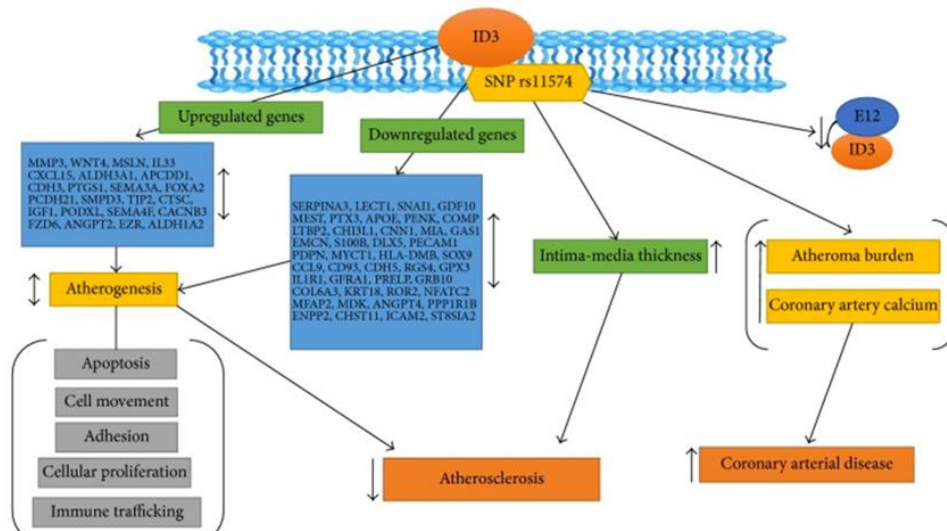 ID3
SNP rs11574
Upregulated genes
Downregulated genes
E12
ID3
MMP3, WNT4, MSLN, IL33
CXCL15, ALDH3A1, APCDD1
CDH3, PTGS1, SEMA3A, FOXA2
PCDH21, SMPD3, TJP2, CTSC,
IGF1, PODXL, SEMA4F, CACNB3
FZD6, ANGPT2, EZR, ALDH1A2
SERPINA3, LECT1, SNAI1, GDF10
MEST, PTX3, APOE, PENK, COMP
LTBP2, CHI3L1, CNN1, MIA, GAS1
EMCN, S100B, DLX5, PECAM1
PDPN, MYCT1, HLA-DMB, SOX9
CCL9, CD93, CDH5, RGS4, GPX3
IL1R1, GFRA1, PRELP, GRB10
COL6A3, KRT18, ROR2, NFATC2
MFAP2, MDK, ANGPT4, PPP1R1B
ENPP2, CHST11, ICAM2, ST8SIA2
Intima-media thickness
Atheroma burden
Coronary artery calcium
Atherogenesis
Apoptosis
Cell movement
Adhesion
Cellular proliferation
Immune trafficking
Atherosclerosis
Coronary arterial disease